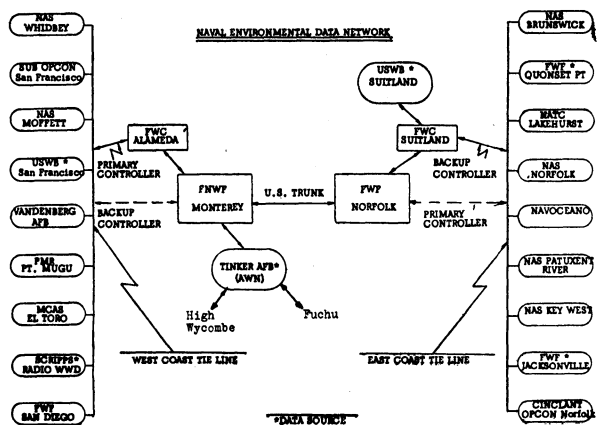 NAVAL ENVIRONMENTAL DATA NETWORK
NAS
WHIDBEY
SUB OPCON
San Francisco
NAS
MOFFETT
USWB *
San Francisco
VANDENBERG
AFB
PMR
PT. MUGU
MCAS
EL TORO
SCRIPPS*
RADIO WWD
FWF
SAN DIEGO
FWC
ALAMEDA
PRIMARY
CONTROLLER
BACKUP
CONTROLLER
FNWF
MONTEREY
U.S. TRUNK
TINKER AFB*
(AWN)
High
Wycombe
Fuchu
WEST COAST TIE LINE
USWB *
SUITLAND
FWC
SUITLAND
BACKUP
CONTROLLER
FWF
NORFOLK
PRIMARY
CONTROLLER
EAST COAST TIE LINE
NAS
BRUNSWICK
FWF *
QUONSET PT
NATC
LAKEHURST
NAS
NORFOLK
NAVOCEANO
NAS PATUXENT
RIVER
NAS KEY WEST
FWF *
JACKSONVILLE
CINCLANT
OPCON Norfolk
*DATA SOURCE